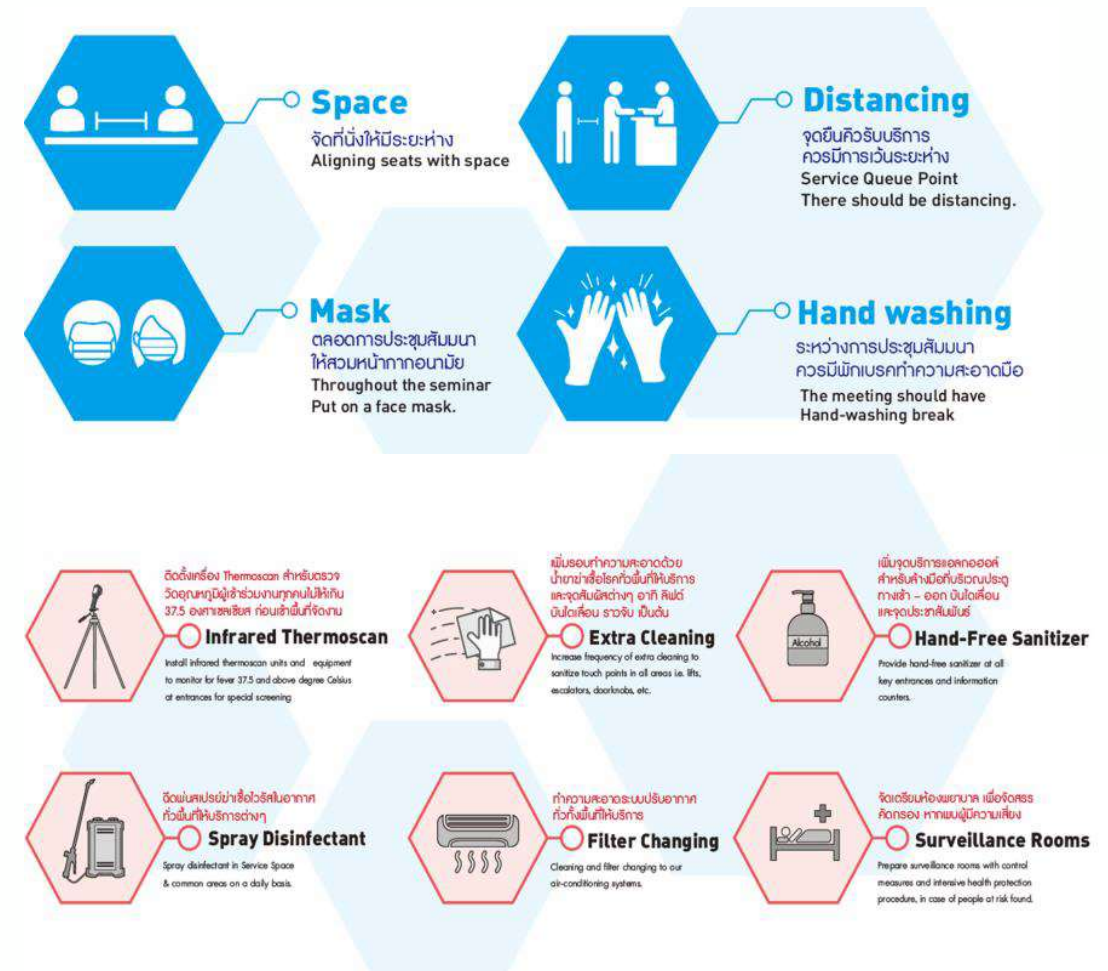 Space
จัดที่นั่งให้มีระยะห่าง
Aligning seats with space
Distancing
จุดยืนคิวรับบริการ
ควรมีการเว้นระยะห่าง
Service Queue Point
There should be distancing.
Mask
ตลอดการประชุมสัมมนา
ให้สวมหน้ากากอนามัย
Throughout the seminar
Put on a face mask.
Hand washing
ระหว่างการประชุมสัมมนา
ควรมีพักเบรคทำความสะอาดมือ
The meeting should have
Hand-washing break
ติดตั้งเครื่อง Thermoscan สำหรับตรวจ
วัดอุณหภูมิผู้เข้าร่วมงานทุกคนไม่ให้เกิน
37.5 องศาเซลเซียส ก่อนเข้าพื้นที่จัดงาน
Infrared Thermoscan
Install infrared thermoscan units and equipment
to monitor for fever 37.5 and above degree Celsius
at entrances for special screening
เพิ่มรอบทำความสะอาดด้วย
น้ำยาฆ่าเชื้อโรคทั่วพื้นที่ให้บริการ
และจุดสัมผัสต่างๆ อาทิ ลิฟต์
บันไดเลื่อน ราวจับ เป็นต้น
Extra Cleaning
Increase frequency of extra cleaning to
sanitize touch points in all areas i.e. lifts,
escalators, doorknobs, etc.
เพิ่มจุดบริการแอลกอฮอล์
สำหรับล้างมือที่บริเวณประตู
ทางเข้า – ออก บันไดเลื่อน
และจุดประชาสัมพันธ์
Alcohol
Hand-Free Sanitizer
Provide hand-free sanitizer at all
key entrances and information
counters.
ฉีดพ่นสเปรย์ฆ่าเชื้อไวรัสในอากาศ
ทั่วพื้นที่ให้บริการต่างๆ
Spray Disinfectant
Spray disinfectant in Service Space
& common areas on a daily basis.
ทำความสะอาดระบบปรับอากาศ
ทั่วทั้งพื้นที่ให้บริการ
Filter Changing
Cleaning and filter changing to our
air-conditioning systems.
จัดเตรียมห้องพยาบาล เพื่อจัดสรร
คัดกรอง หากพบผู้มีความเสี่ยง
Surveillance Rooms
Prepare surveillance rooms with control
measures and intensive health protection
procedure, in case of people at risk found.